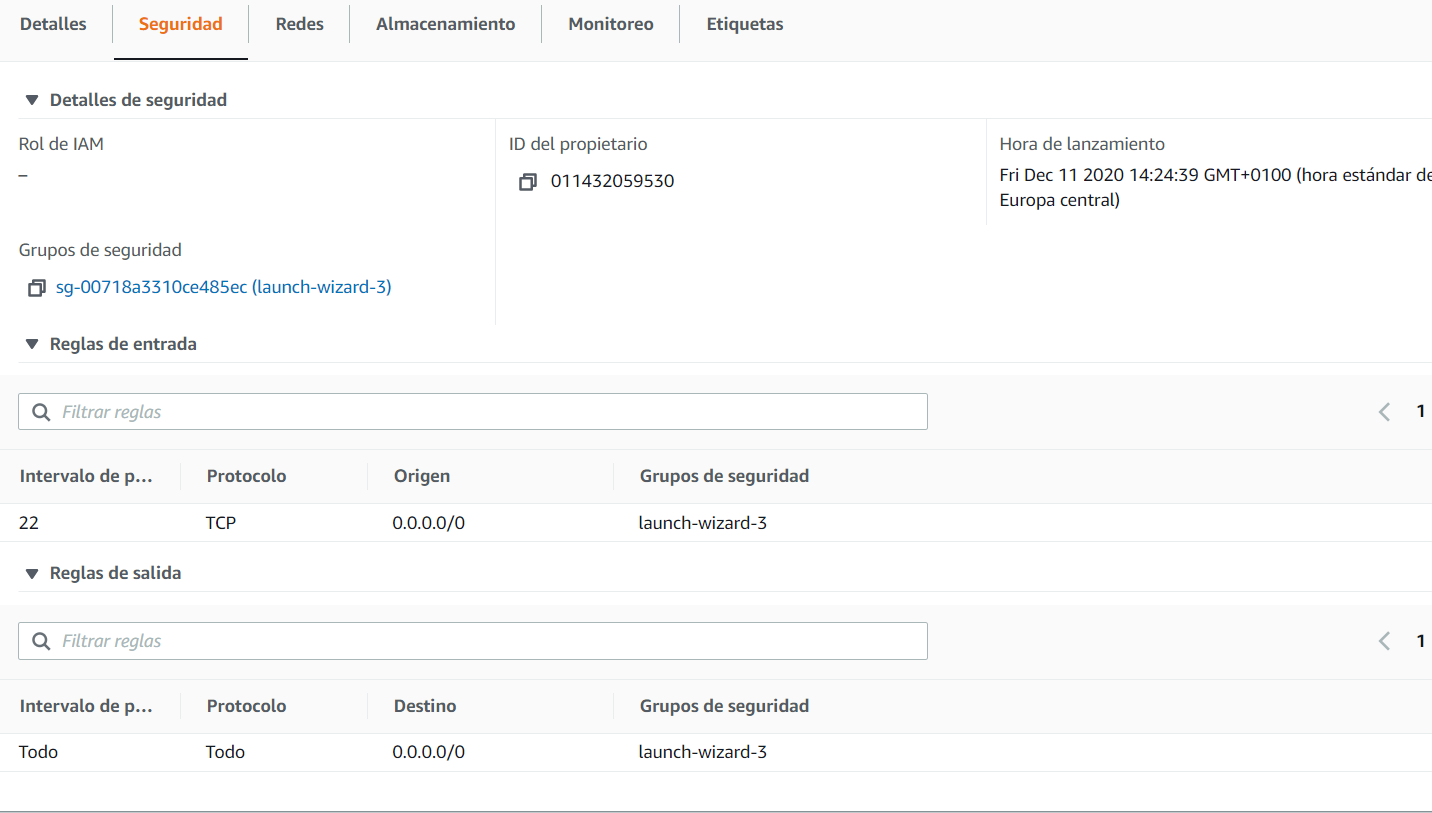 Detalles Seguridad Redes Almacenamiento Monitoreo Etiquetas
Detalles de seguridad
Rol de IAM
–
ID del propietario
011432059530
Hora de lanzamiento
Fri Dec 11 2020 14:24:39 GMT+0100 (hora estándar de
Europa central)
Grupos de seguridad
sg-00718a3310ce485ec (launch-wizard-3)
Reglas de entrada
Filtrar reglas
1
Intervalo de p... Protocolo Origen Grupos de seguridad
22 TCP 0.0.0.0/0 launch-wizard-3
Reglas de salida
Filtrar reglas
1
Intervalo de p... Protocolo Destino Grupos de seguridad
Todo Todo 0.0.0.0/0 launch-wizard-3